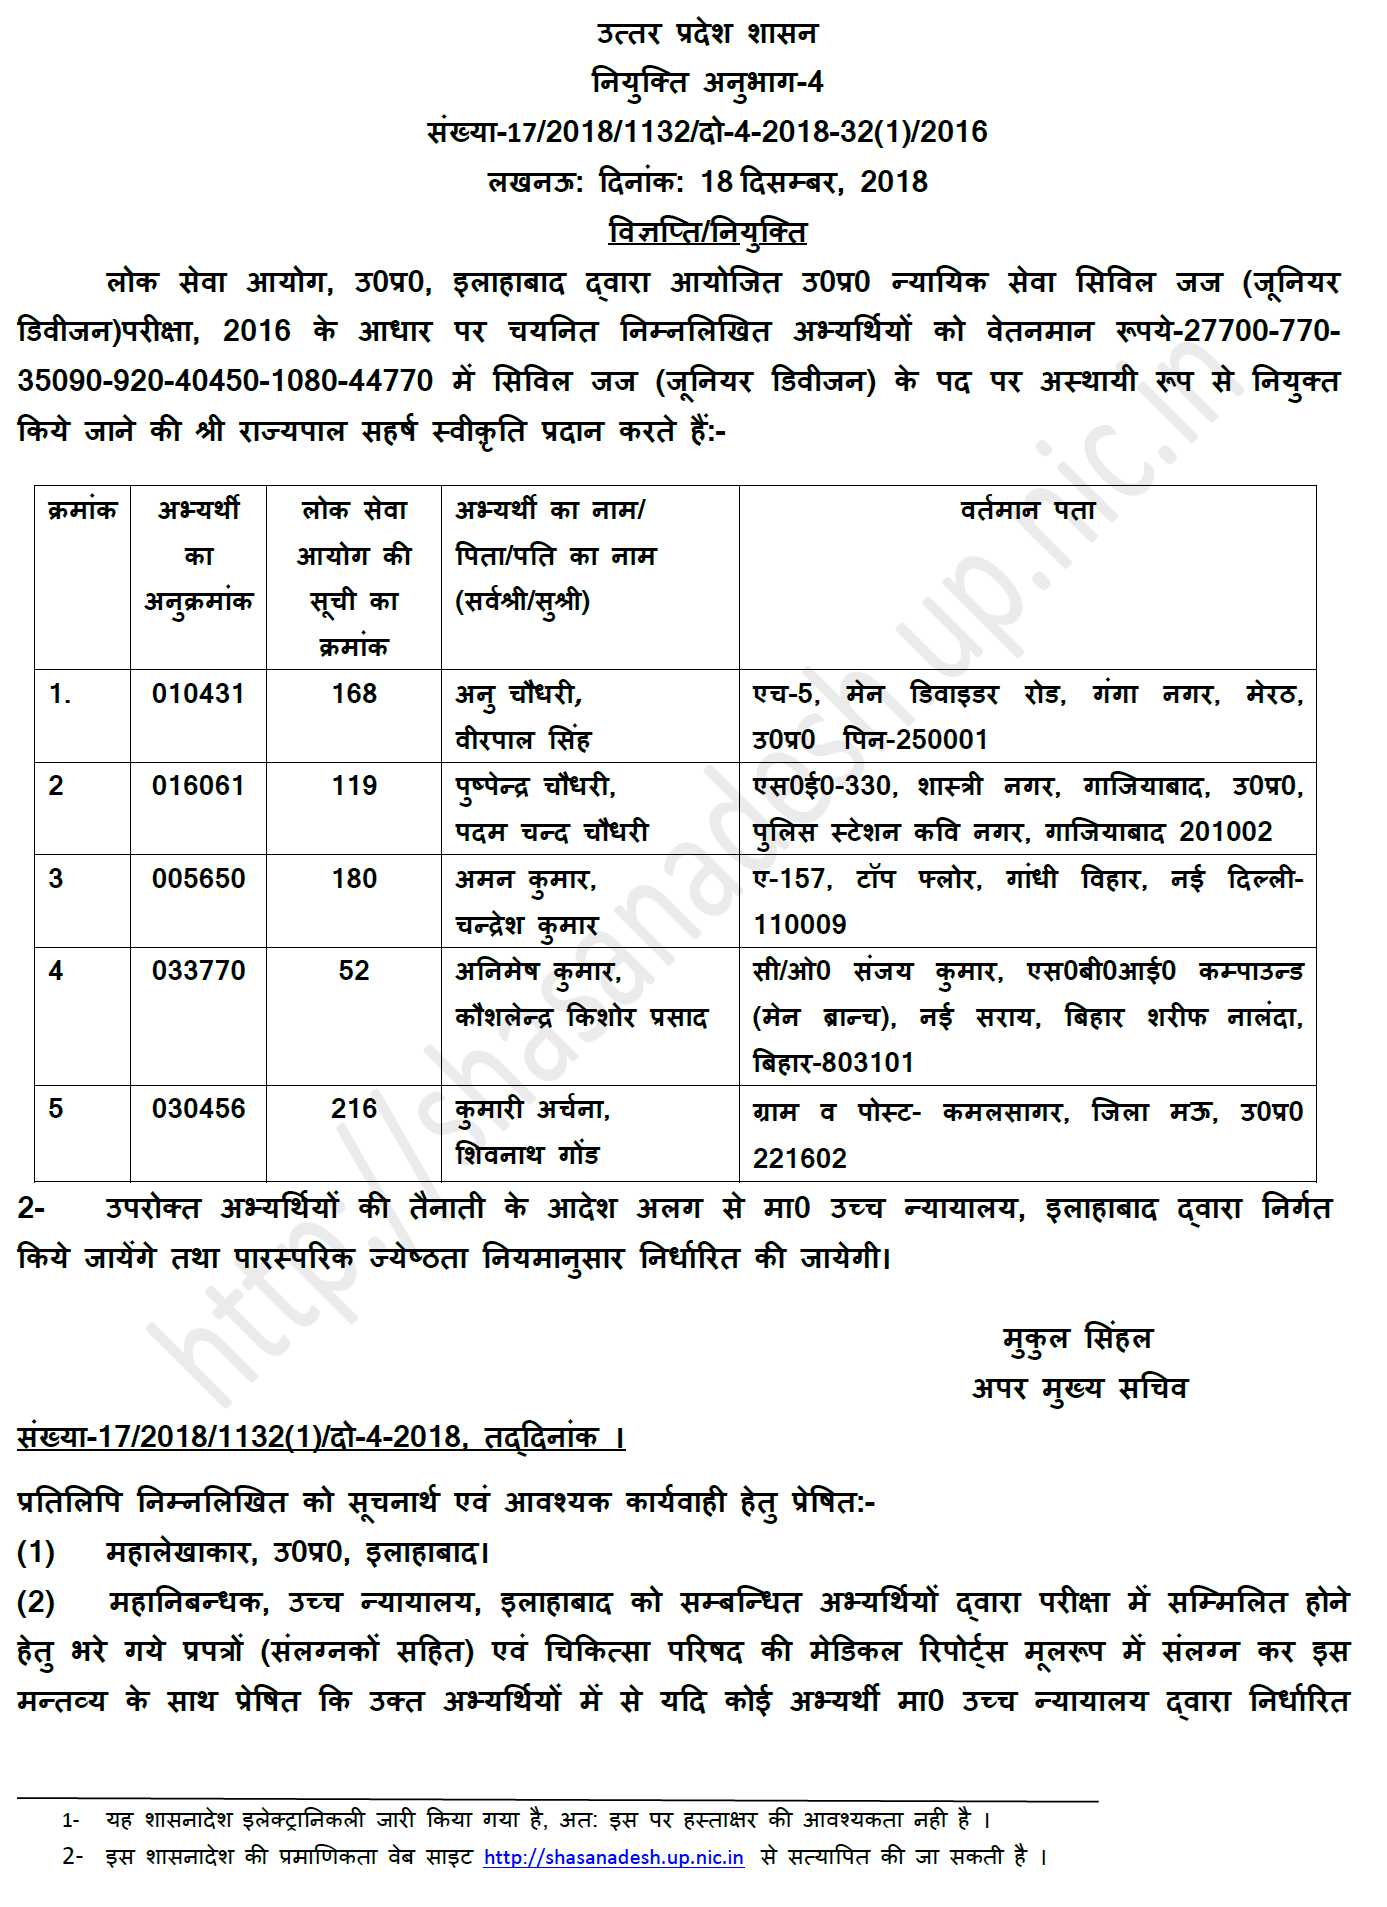 उत्तर प्रदेश शासन
नियुक्ति अनुभाग-4
संख्या-17/2018/1132/दो-4-2018-32(1)/2016
लखनऊ: दिनांक: 18 दिसम्बर, 2018
विज्ञप्ति/नियुक्ति
लोक सेवा आयोग, उ0प्र0, इलाहाबाद द्वारा आयोजित उ0प्र0 न्यायिक सेवा सिविल जज (जूनियर
डिवीजन)परीक्षा, 2016 के आधार पर चयनित निम्नलिखित अभ्यर्थियों को वेतनमान रूपये-27700-770-
35090-920-40450-1080-44770 में सिविल जज (जूनियर डिवीजन) के पद पर अस्थायी रूप से नियुक्त
किये जाने की श्री राज्यपाल सहर्ष स्वीकृति प्रदान करते हैं:-
क्रमांक अभ्यर्थी लोक सेवा अभ्यर्थी का नाम/ वर्तमान पता
का आयोग की पिता/पति का नाम
अनुक्रमांक सूची का (सर्वश्री/सुश्री)
क्रमांक
1. 010431 168 अनु चौधरी, एच-5, मेन डिवाइडर रोड, गंगा नगर, मेरठ,
वीरपाल सिंह उ0प्र0 पिन-250001
2 016061 119 पुष्पेन्द्र चौधरी, एस0ई0-330, शास्त्री नगर, गाजियाबाद, उ0प्र0,
पदम चन्द चौधरी पुलिस स्टेशन कवि नगर, गाजियाबाद 201002
3 005650 180 अमन कुमार, ए-157, टॉप फ्लोर, गांधी विहार, नई दिल्ली-
चन्द्रेश कुमार 110009
4 033770 52 अनिमेष कुमार, सी/ओ0 संजय कुमार, एस0बी0आई0 कम्पाउन्ड
कौशलेन्द्र किशोर प्रसाद (मेन ब्रान्च), नई सराय, बिहार शरीफ नालंदा,
बिहार-803101
5 030456 216 कुमारी अर्चना, ग्राम व पोस्ट- कमलसागर, जिला मऊ, उ0प्र0
शिवनाथ गोंड 221602
2- उपरोक्त अभ्यर्थियों की तैनाती के आदेश अलग से मा0 उच्च न्यायालय, इलाहाबाद द्वारा निर्गत
किये जायेंगे तथा पारस्परिक ज्येष्ठता नियमानुसार निर्धारित की जायेगी।
मुकुल सिंहल
अपर मुख्य सचिव
संख्या-17/2018/1132(1)/दो-4-2018, तद्दिनांक ।
प्रतिलिपि निम्नलिखित को सूचनार्थ एवं आवश्यक कार्यवाही हेतु प्रेषित:-
(1) महालेखाकार, उ0प्र0, इलाहाबाद।
(2) महानिबन्धक, उच्च न्यायालय, इलाहाबाद को सम्बन्धित अभ्यर्थियों द्वारा परीक्षा में सम्मिलित होने
हेतु भरे गये प्रपत्रों (संलग्नकों सहित) एवं चिकित्सा परिषद की मेडिकल रिपोर्ट्स मूलरूप में संलग्न कर इस
मन्तव्य के साथ प्रेषित कि उक्त अभ्यर्थियों में से यदि कोई अभ्यर्थी मा0 उच्च न्यायालय द्वारा निर्धारित
1- यह शासनादेश इलेक्ट्रानिकली जारी किया गया है, अत: इस पर हस्ताक्षर की आवश्यकता नही है ।
2- इस शासनादेश की प्रमाणिकता वेब साइट http://shasanadesh.up.nic.in से सत्यापित की जा सकती है ।
http://shasanadesh.up.nic.in